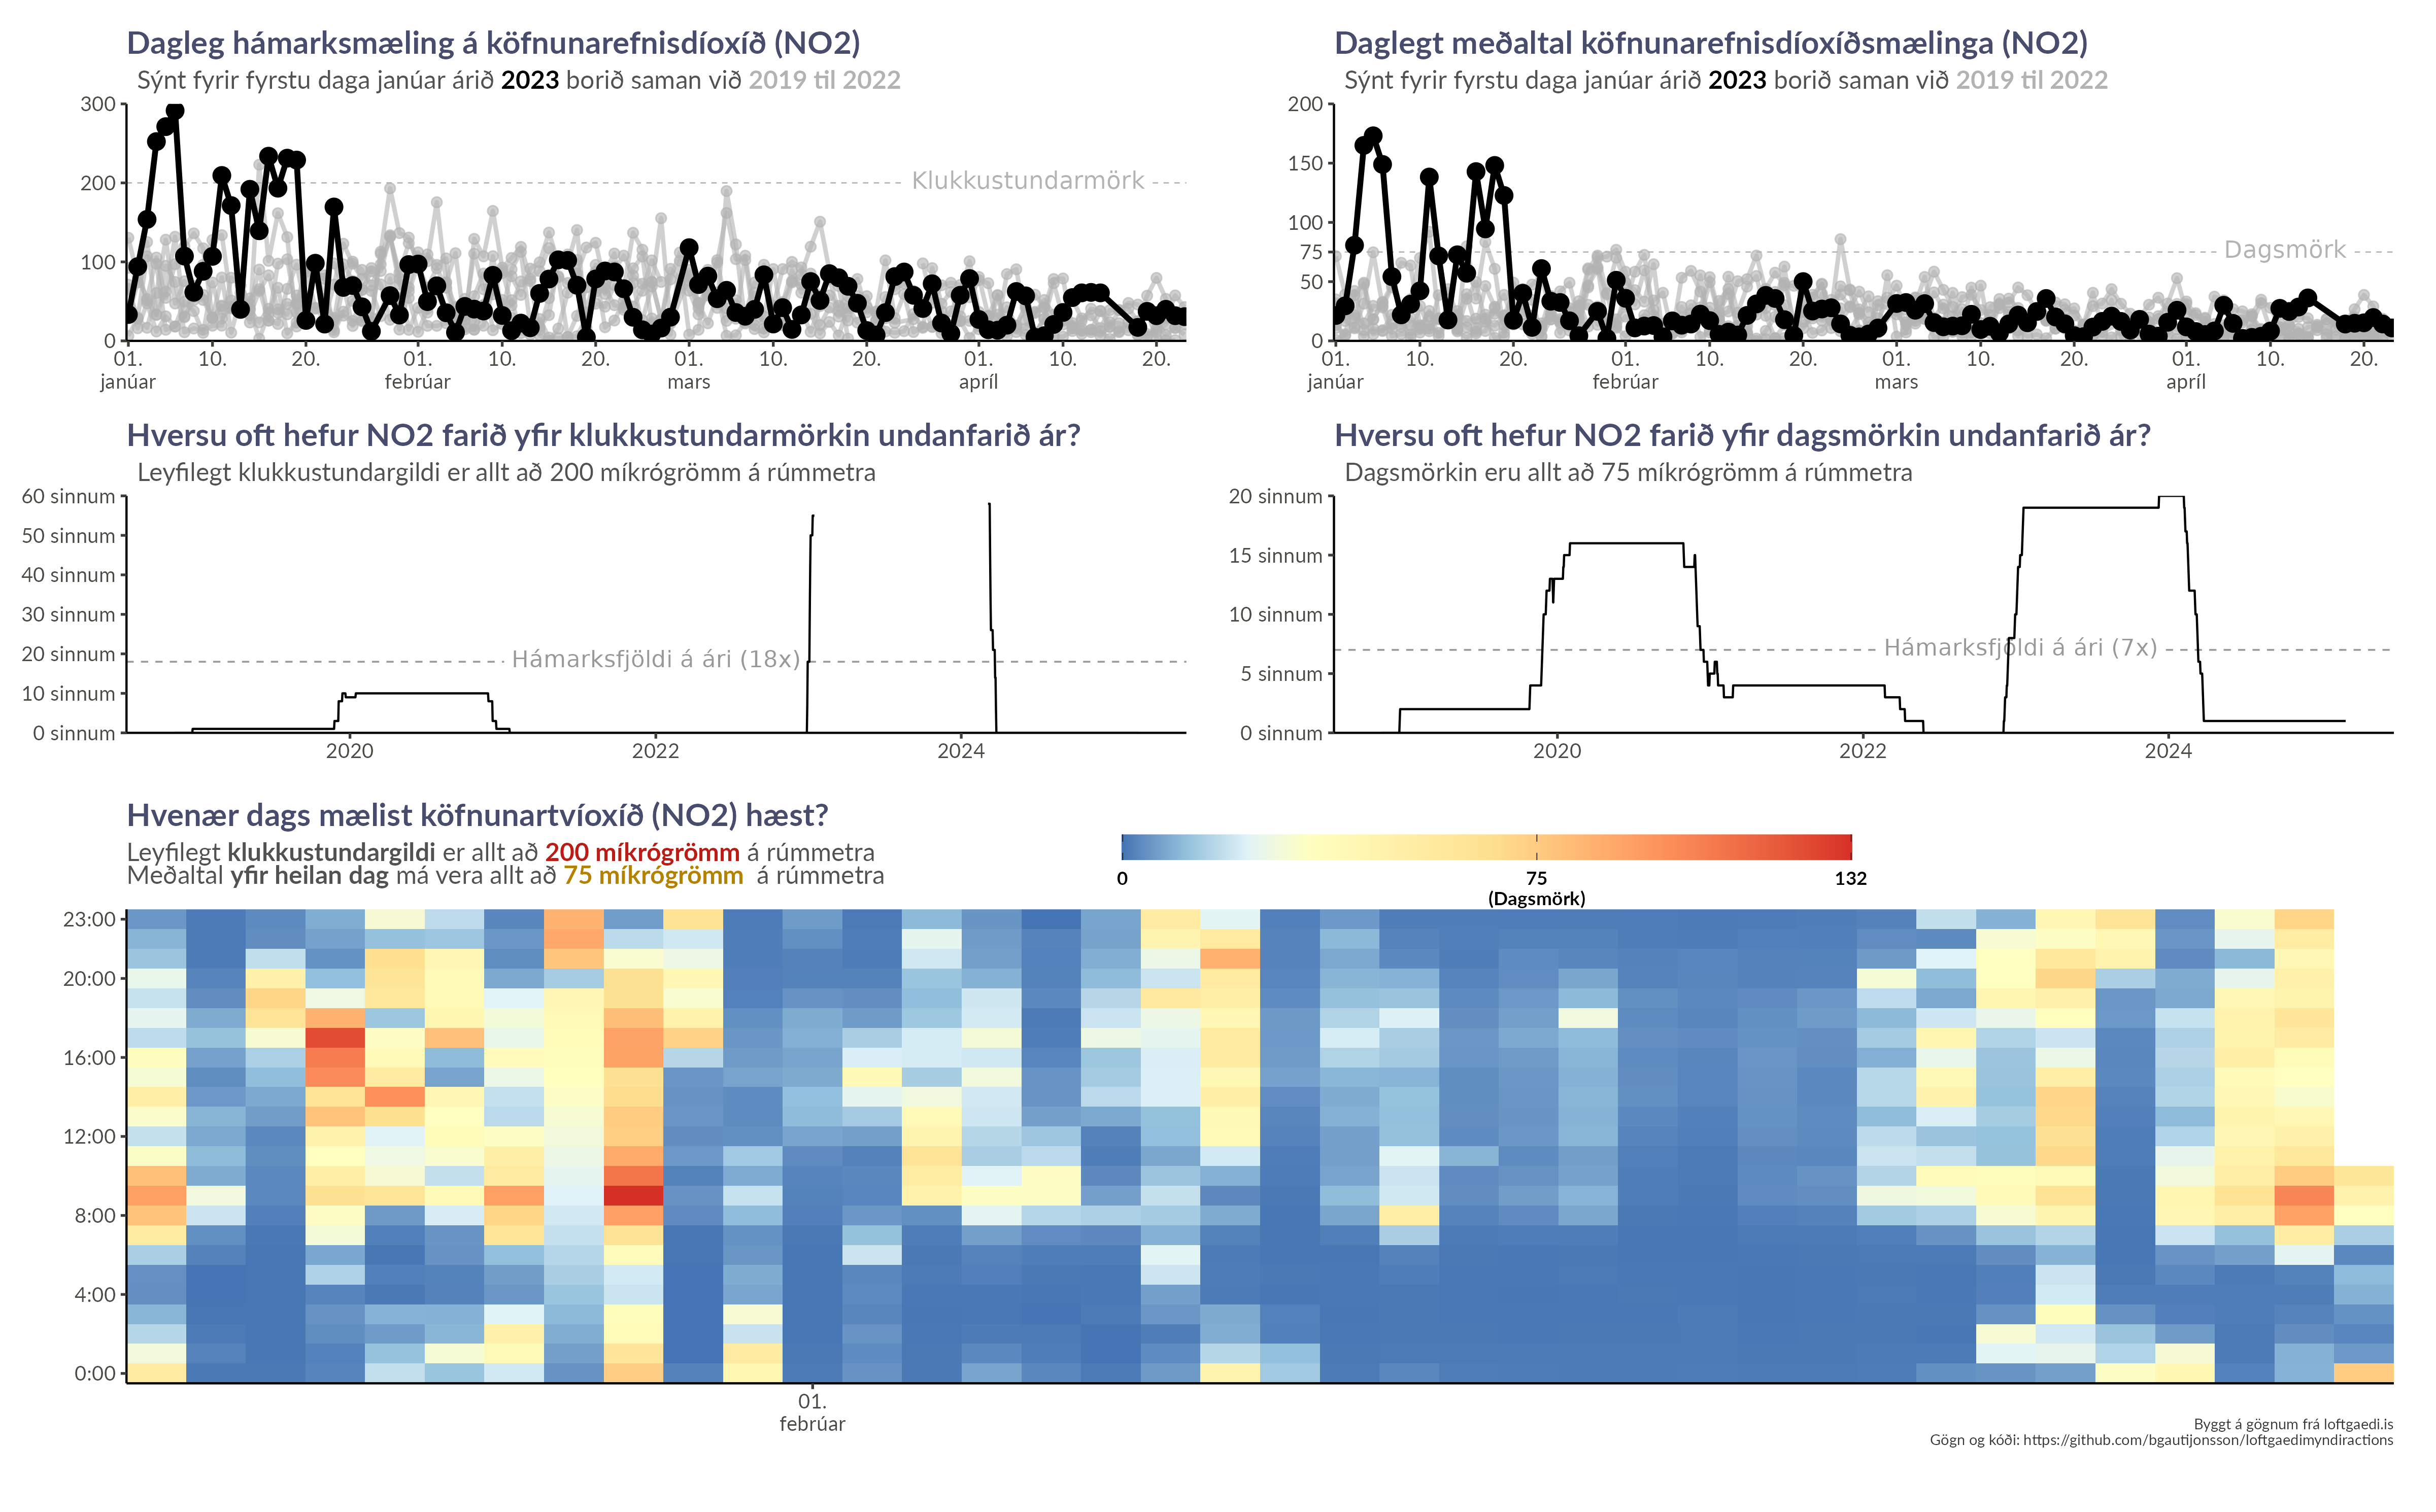 Dagleg hámarksmæling á köfnunarefnisdíoxíð (NO2)
Sýnt fyrir fyrstu daga janúar árið 2023 borið saman við 2019 til 2022
300
200
100
0
Klukkustundarmörk
01. 10. 20. 01. 10. 20. 01. 10. 20. 01. 10. 20.
janúar febrúar mars apríl
Daglegt meðaltal köfnunarefnisdíoxíðsmælinga (NO2)
Sýnt fyrir fyrstu daga janúar árið 2023 borið saman við 2019 til 2022
200
150
100
75
50
0
Dagsmörk
01. 10. 20. 01. 10. 20. 01. 10. 20. 01. 10. 20.
janúar febrúar mars apríl
Hversu oft hefur NO2 farið yfir klukkustundarmörkin undanfarið ár?
Leyfilegt klukkustundargildi er allt að 200 míkrógrömm á rúmmetra
60 sinnum
50 sinnum
40 sinnum
30 sinnum
20 sinnum
10 sinnum
0 sinnum
Hámarksfjöldi á ári (18x)
2020 2022 2024
Hversu oft hefur NO2 farið yfir dagsmörkin undanfarið ár?
Dagsmörkin eru allt að 75 míkrógrömm á rúmmetra
20 sinnum
15 sinnum
10 sinnum
5 sinnum
0 sinnum
Hámarksfjöldi á ári (7x)
2020 2022 2024
Hvenær dags mælist köfnunartvíoxíð (NO2) hæst?
Leyfilegt klukkustundargildi er allt að 200 míkrógrömm á rúmmetra
Meðaltal yfir heilan dag má vera allt að 75 míkrógrömm á rúmmetra
0 75 132
(Dagsmörk)
23:00
20:00
16:00
12:00
8:00
4:00
0:00
01.
febrúar
Byggt á gögnum frá loftgaedi.is
Gögn og kóði: https://github.com/bgautijonsson/loftgaedimyndiractions